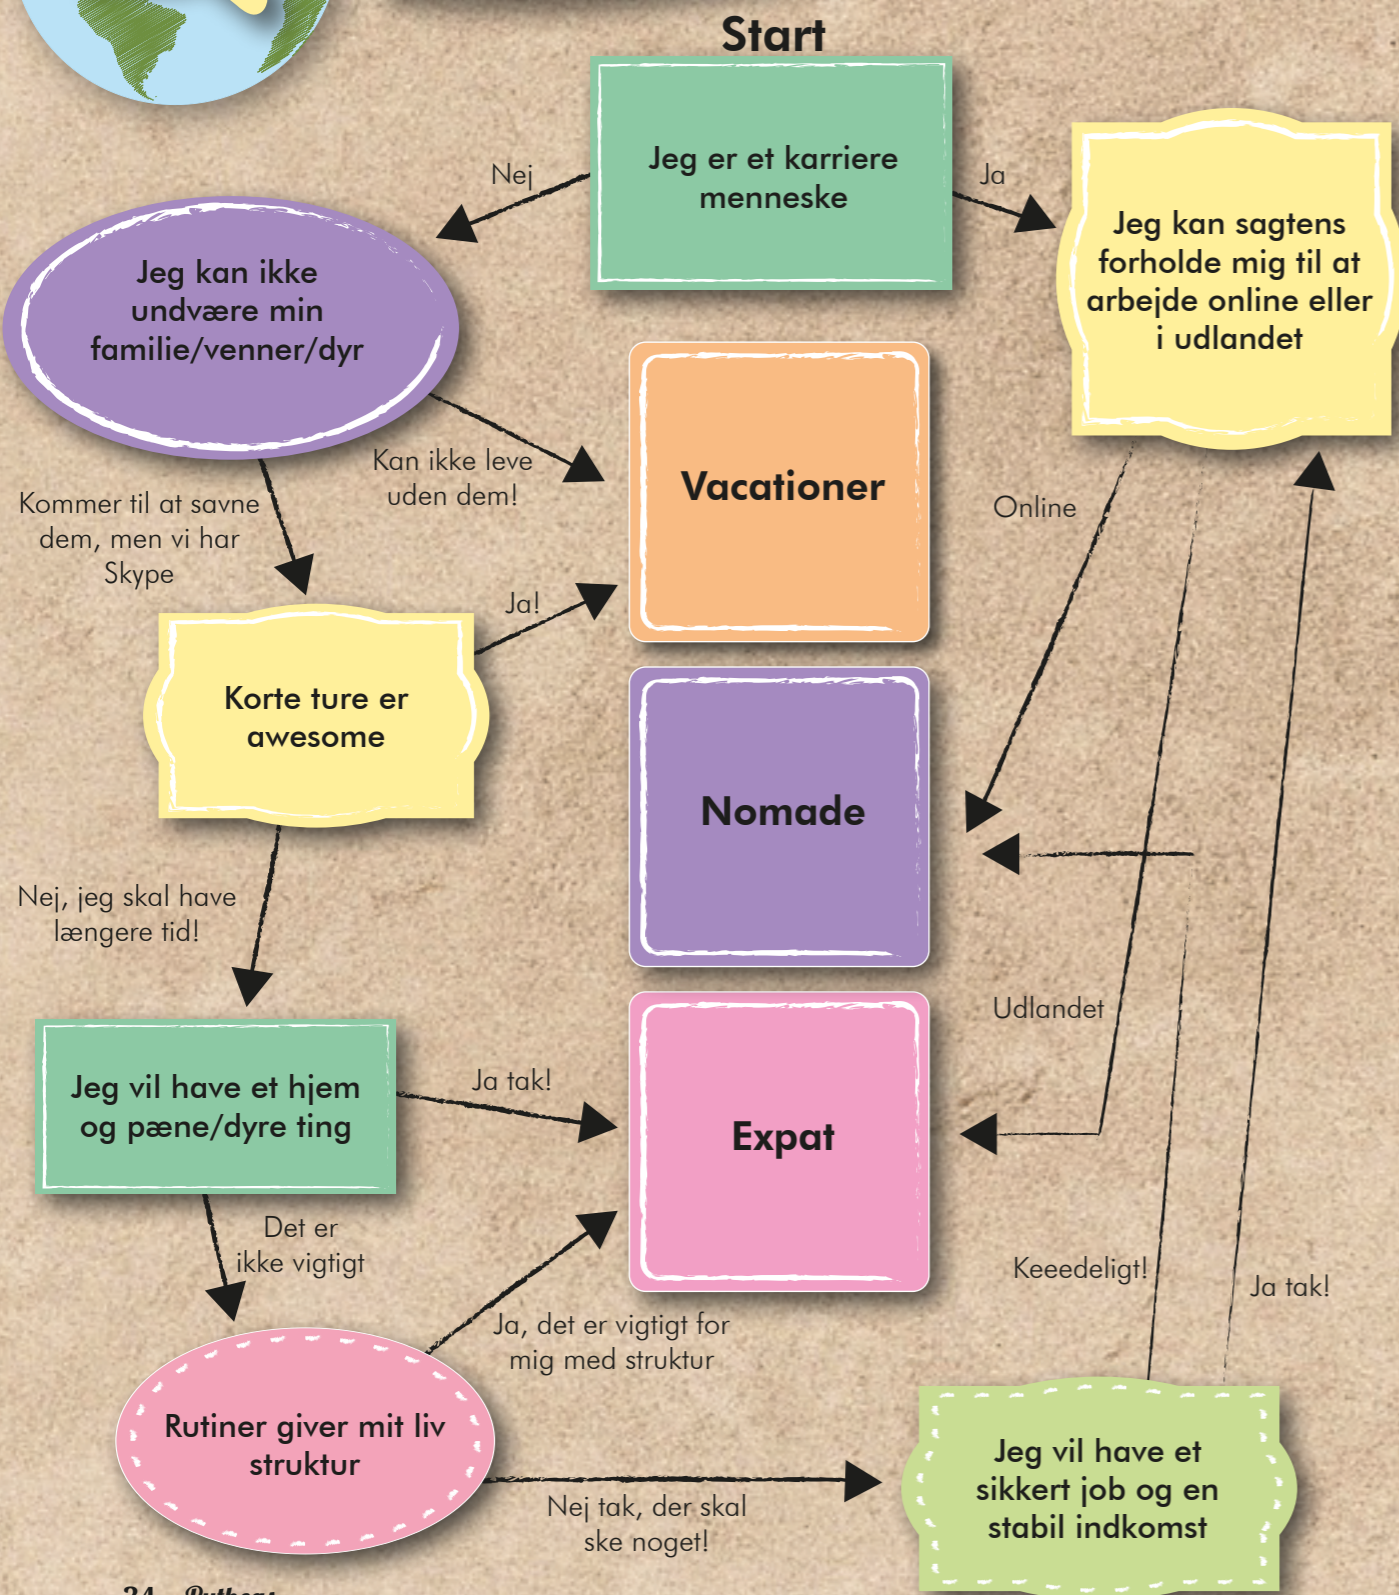 Start
Jeg er et karriere
menneske
Nej
Ja
Jeg kan ikke
undvære min
familie/venner/dyr
Jeg kan sagtens
forholde mig til at
arbejde online eller
i udlandet
Kan ikke leve
uden dem!
Vacationer
Online
Kommer til at savne
dem, men vi har
Skype
Ja!
Korte ture er
awesome
Nomade
Nej, jeg skal have
længere tid!
Udlandet
Jeg vil have et hjem
og pæne/dyre ting
Ja tak!
Expat
Det er
ikke vigtigt
Keeedeligt!
Ja tak!
Ja, det er vigtigt for
mig med struktur
Rutiner giver mit liv
struktur
Nej tak, der skal
ske noget!
Jeg vil have et
sikkert job og en
stabil indkomst